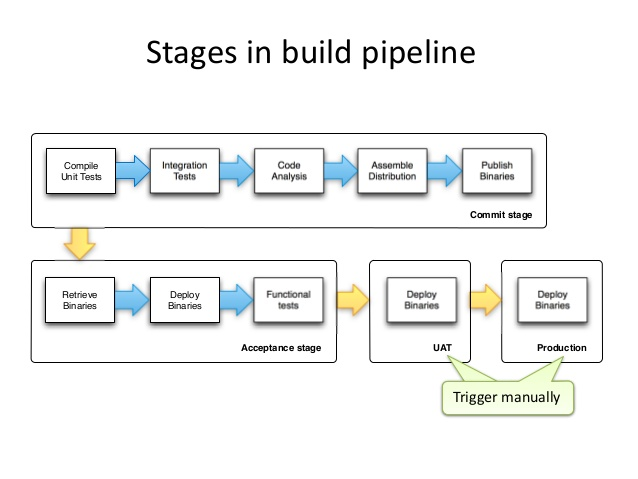 Stages in build pipeline
Compile
Unit Tests
Integration
Tests
Code
Analysis
Assemble
Distribution
Publish
Binaries
Commit stage
Retrieve
Binaries
Deploy
Binaries
Functional
tests
Acceptance stage
Deploy
Binaries
UAT
Deploy
Binaries
Production
Trigger manually